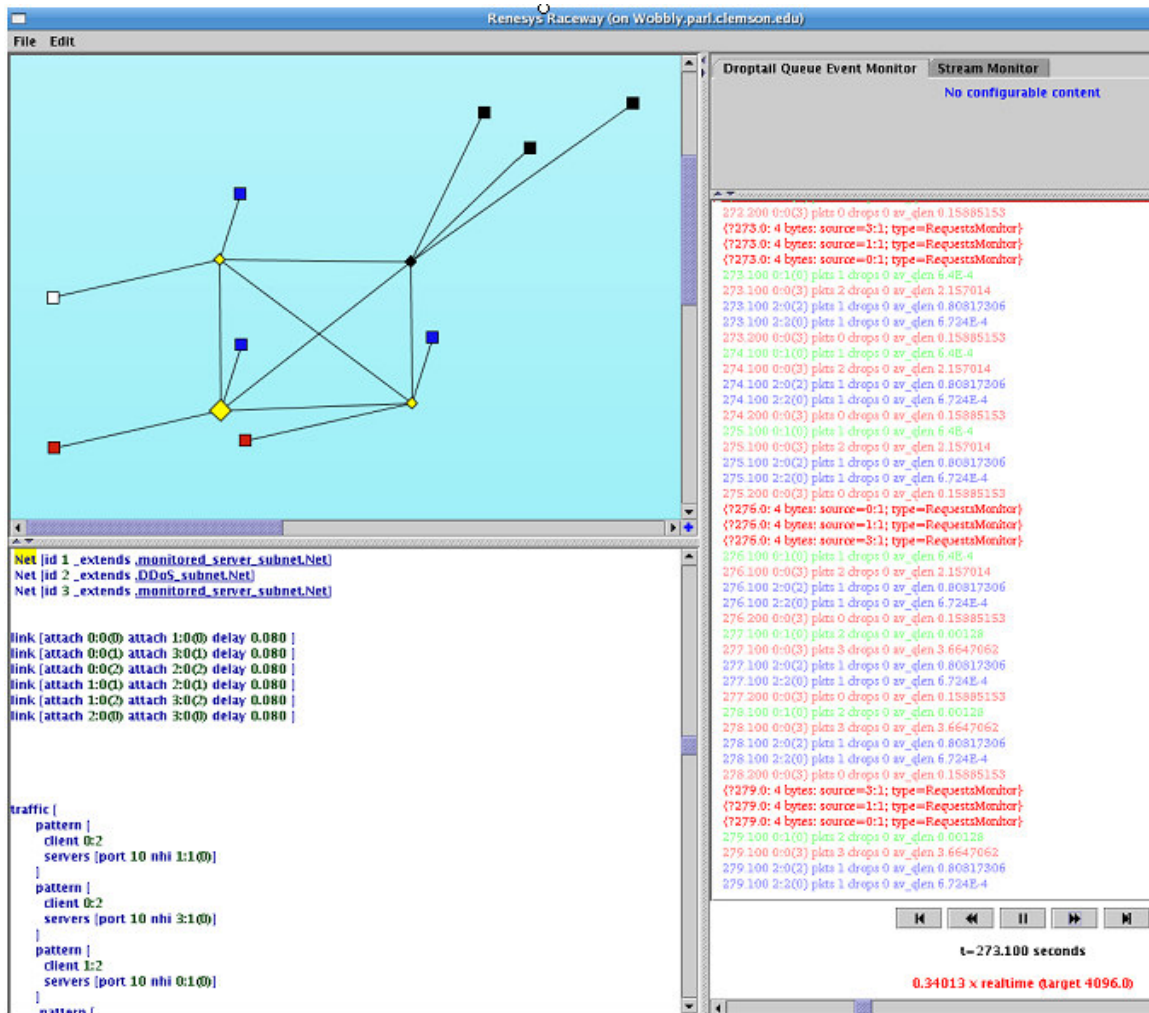 Renesys Raceway (on Wobbly.parl.clemson.edu)
File Edit
Droptail Queue Event Monitor
Stream Monitor
No configurable content
272.200 0:0(3) pkts 0 drops 0 av_qlen 0.15885153
{?273.0: 4 bytes: source=3:1; type=RequestsMonitor}
{?273.0: 4 bytes: source=1:1; type=RequestsMonitor}
{?273.0: 4 bytes: source=0:1; type=RequestsMonitor}
273.100 0:1(0) pkts 1 drops 0 av_qlen 6.4E-4
273.100 0:0(3) pkts 2 drops 0 av_qlen 2.157014
273.100 2:0(2) pkts 1 drops 0 av_qlen 0.80817306
273.100 2:2(0) pkts 1 drops 0 av_qlen 6.724E-4
273.200 0:0(3) pkts 0 drops 0 av_qlen 0.15885153
274.100 0:1(0) pkts 1 drops 0 av_qlen 6.4E-4
274.100 0:0(3) pkts 2 drops 0 av_qlen 2.157014
274.100 2:0(2) pkts 1 drops 0 av_qlen 0.80817306
274.100 2:2(0) pkts 1 drops 0 av_qlen 6.724E-4
274.200 0:0(3) pkts 0 drops 0 av_qlen 0.15885153
275.100 0:1(0) pkts 1 drops 0 av_qlen 6.4E-4
275.100 0:0(3) pkts 2 drops 0 av_qlen 2.157014
275.100 2:0(2) pkts 1 drops 0 av_qlen 0.80817306
275.100 2:2(0) pkts 1 drops 0 av_qlen 6.724E-4
275.200 0:0(3) pkts 0 drops 0 av_qlen 0.15885153
{?276.0: 4 bytes: source=0:1; type=RequestsMonitor}
{?276.0: 4 bytes: source=1:1; type=RequestsMonitor}
{?276.0: 4 bytes: source=3:1; type=RequestsMonitor}
276.100 0:1(0) pkts 1 drops 0 av_qlen 6.4E-4
276.100 0:0(3) pkts 2 drops 0 av_qlen 2.157014
276.100 2:0(2) pkts 1 drops 0 av_qlen 0.80817306
276.100 2:2(0) pkts 1 drops 0 av_qlen 6.724E-4
276.200 0:0(3) pkts 0 drops 0 av_qlen 0.15885153
277.100 0:1(0) pkts 2 drops 0 av_qlen 0.00128
277.100 0:0(3) pkts 3 drops 0 av_qlen 3.6647062
277.100 2:0(2) pkts 1 drops 0 av_qlen 0.80817306
277.100 2:2(0) pkts 1 drops 0 av_qlen 6.724E-4
277.200 0:0(3) pkts 0 drops 0 av_qlen 0.15885153
278.100 0:1(0) pkts 2 drops 0 av_qlen 0.00128
278.100 0:0(3) pkts 3 drops 0 av_qlen 3.6647062
278.100 2:0(2) pkts 1 drops 0 av_qlen 0.80817306
278.100 2:2(0) pkts 1 drops 0 av_qlen 6.724E-4
278.200 0:0(3) pkts 0 drops 0 av_qlen 0.15885153
{?279.0: 4 bytes: source=3:1; type=RequestsMonitor}
{?279.0: 4 bytes: source=1:1; type=RequestsMonitor}
{?279.0: 4 bytes: source=0:1; type=RequestsMonitor}
279.100 0:1(0) pkts 2 drops 0 av_qlen 0.00128
279.100 0:0(3) pkts 3 drops 0 av_qlen 3.6647062
279.100 2:0(2) pkts 1 drops 0 av_qlen 0.80817306
279.100 2:2(0) pkts 1 drops 0 av_qlen 6.724E-4
t=273.100 seconds
0.34013 x realtime (target 4096.0)
Net [id 1 _extends .monitored_server_subnet.Net]
Net [id 2 _extends .DDoS_subnet.Net]
Net [id 3 _extends .monitored_server_subnet.Net]
link [attach 0:0(0) attach 1:0(0) delay 0.080 ]
link [attach 0:0(1) attach 3:0(1) delay 0.080 ]
link [attach 0:0(2) attach 2:0(2) delay 0.080 ]
link [attach 1:0(1) attach 2:0(1) delay 0.080 ]
link [attach 1:0(2) attach 3:0(2) delay 0.080 ]
link [attach 2:0(0) attach 3:0(0) delay 0.080 ]
traffic [
pattern [
client 0:2
servers [port 10 nhi 1:1(0)]
]
pattern [
client 0:2
servers [port 10 nhi 3:1(0)]
]
pattern [
client 1:2
servers [port 10 nhi 0:1(0)]
]
pattern [